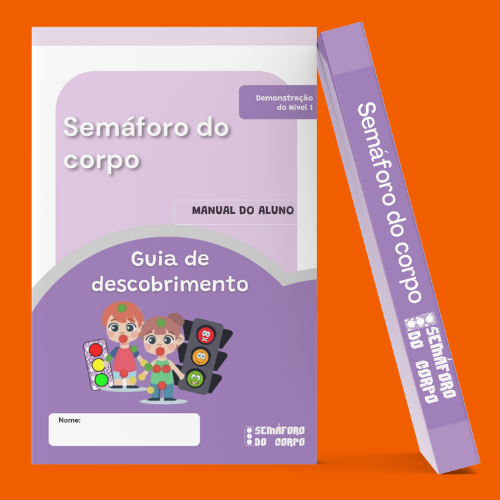 Demonstração
do Nível 1
Semáforo do
corpo
MANUAL DO ALUNO
Guia de
descobrimento
Nome:
SEMÁFORO
DO CORPO
Semáforo do corpo
SEMÁFORO
DO CORPO